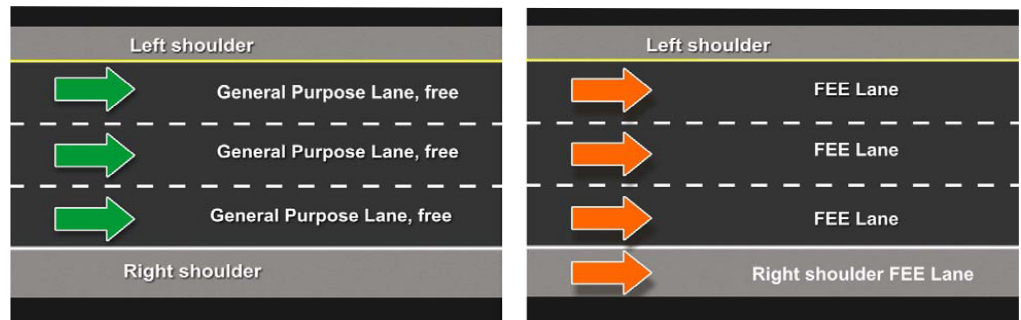 Left shoulder
General Purpose Lane, free
General Purpose Lane, free
General Purpose Lane, free
Right shoulder
Left shoulder
FEE Lane
FEE Lane
FEE Lane
Right shoulder FEE Lane